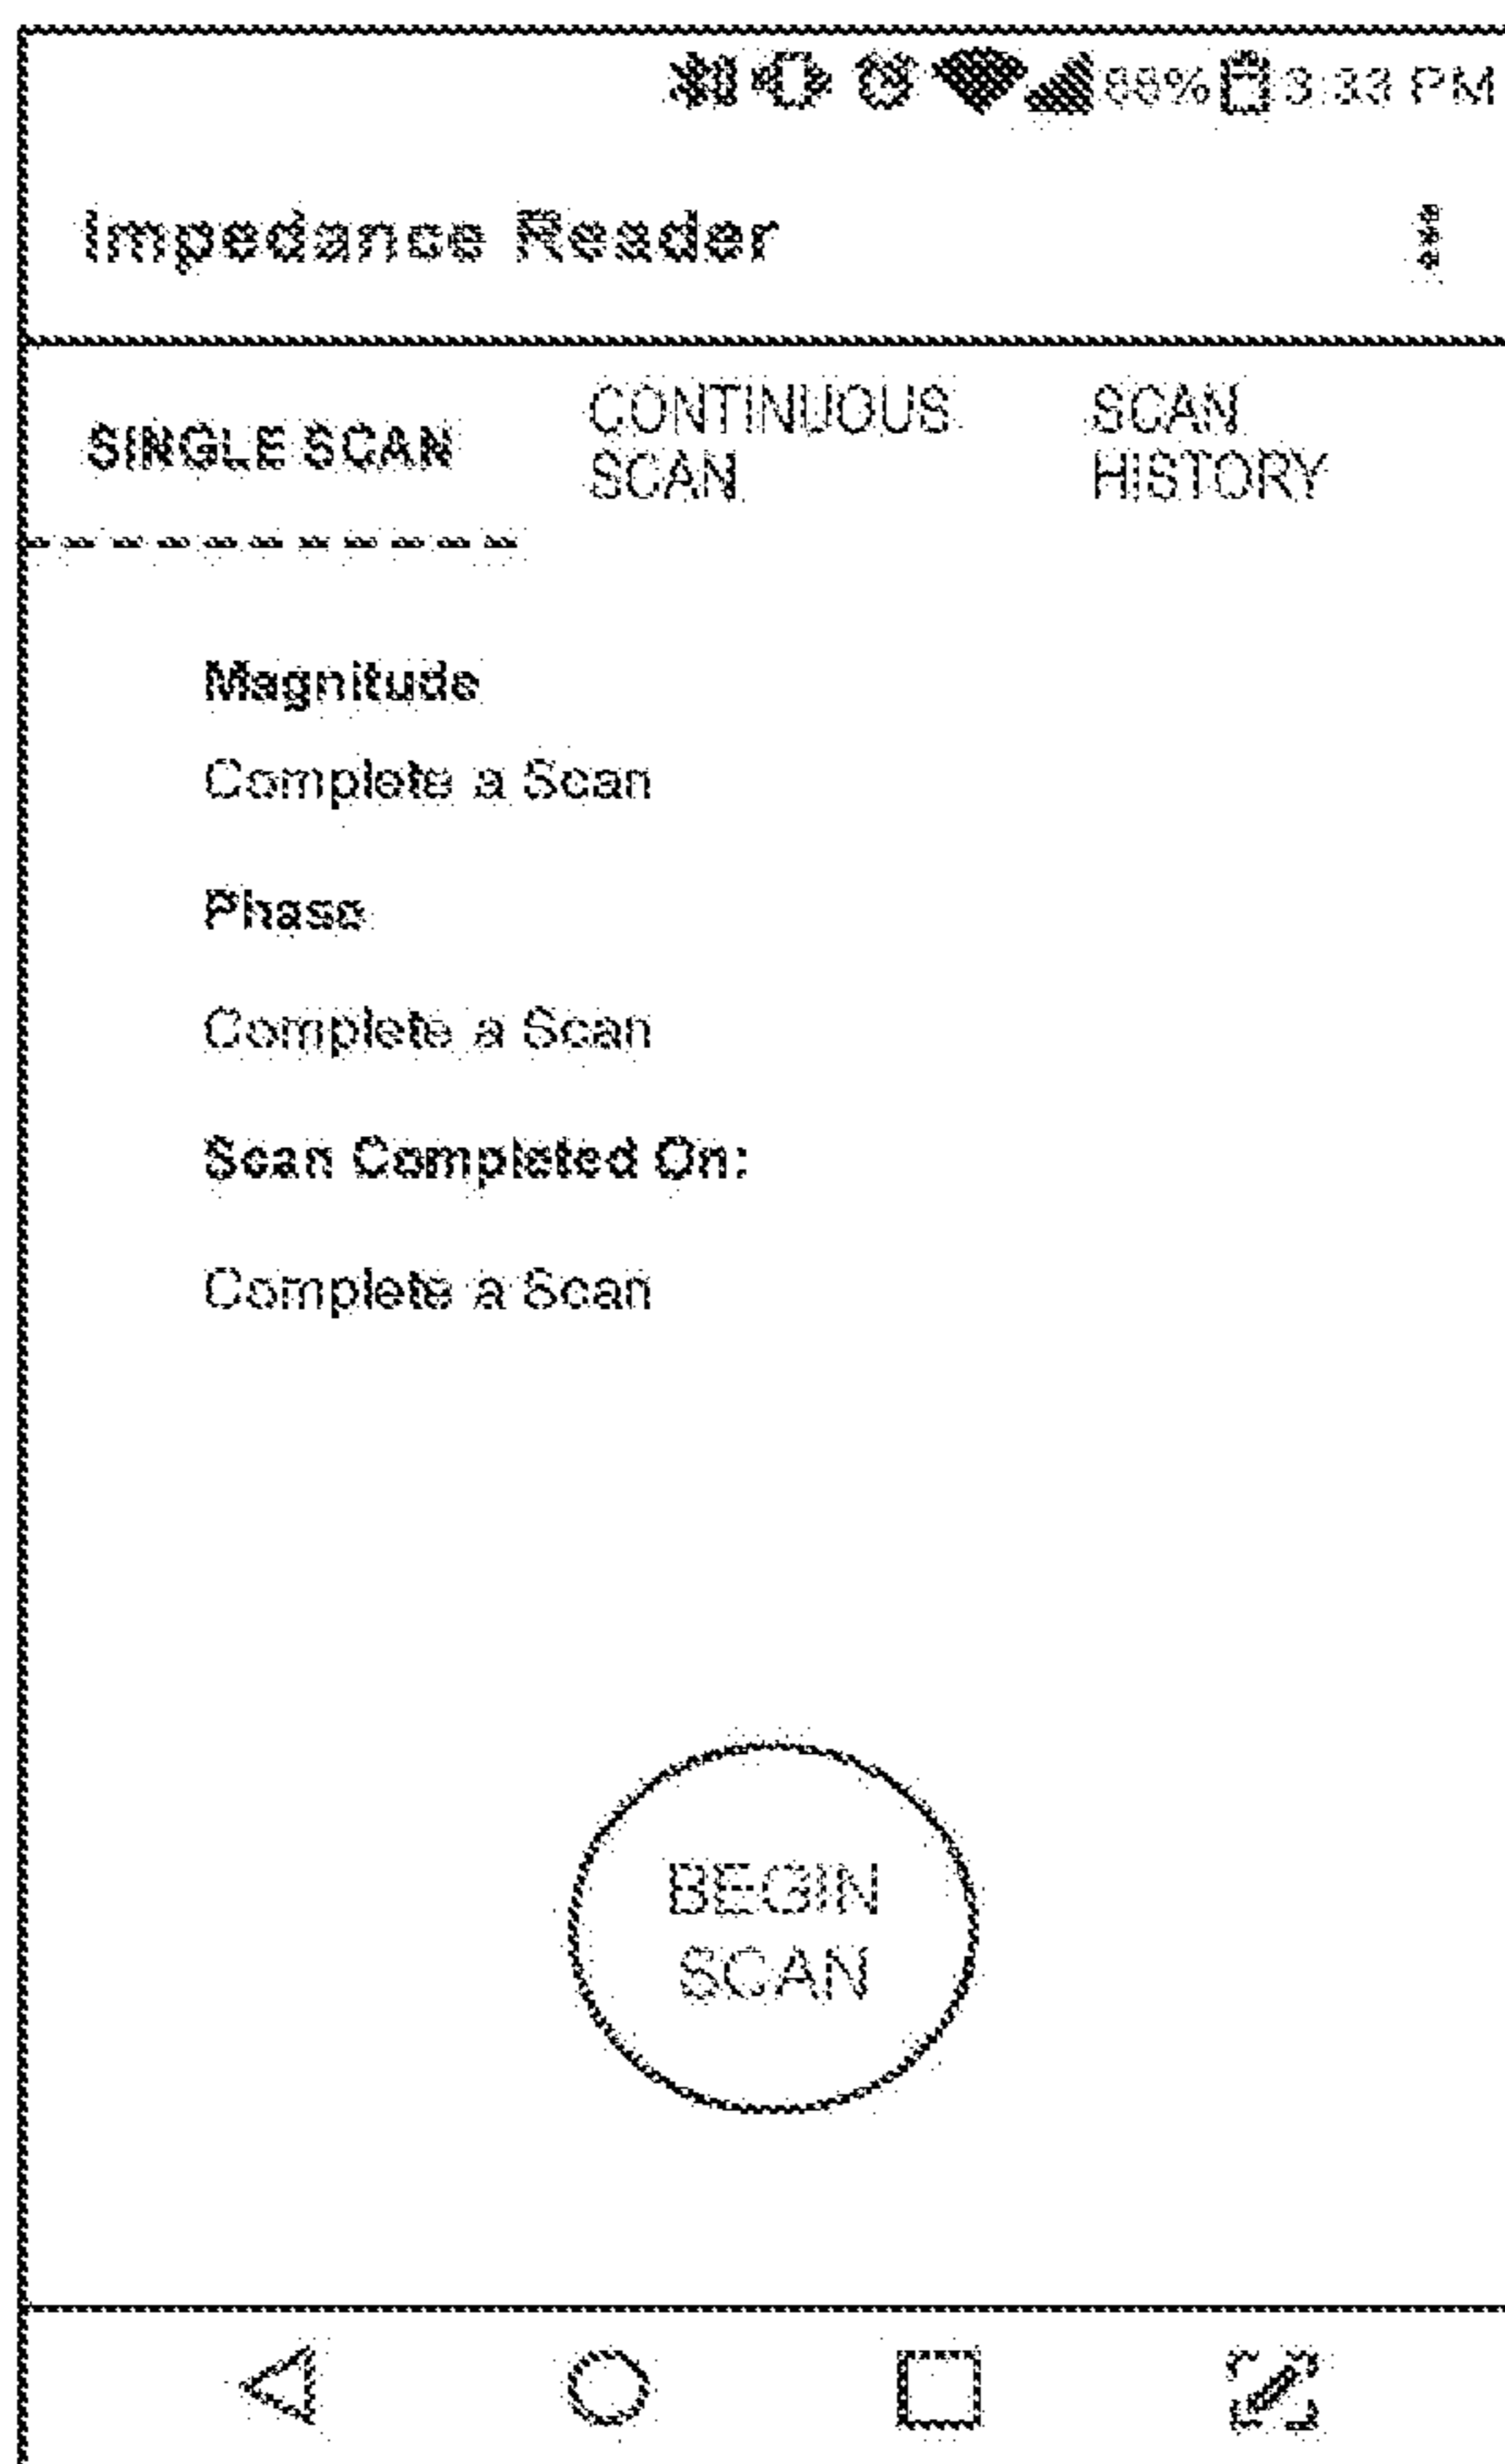 88% 3:33 PM
Impedance Reader
SINGLE SCAN
CONTINUOUS
SCAN
SCAN
HISTORY
Magnitude
Complete a Scan
Phase
Complete a Scan
Scan Completed On:
Complete a Scan
BEGIN
SCAN